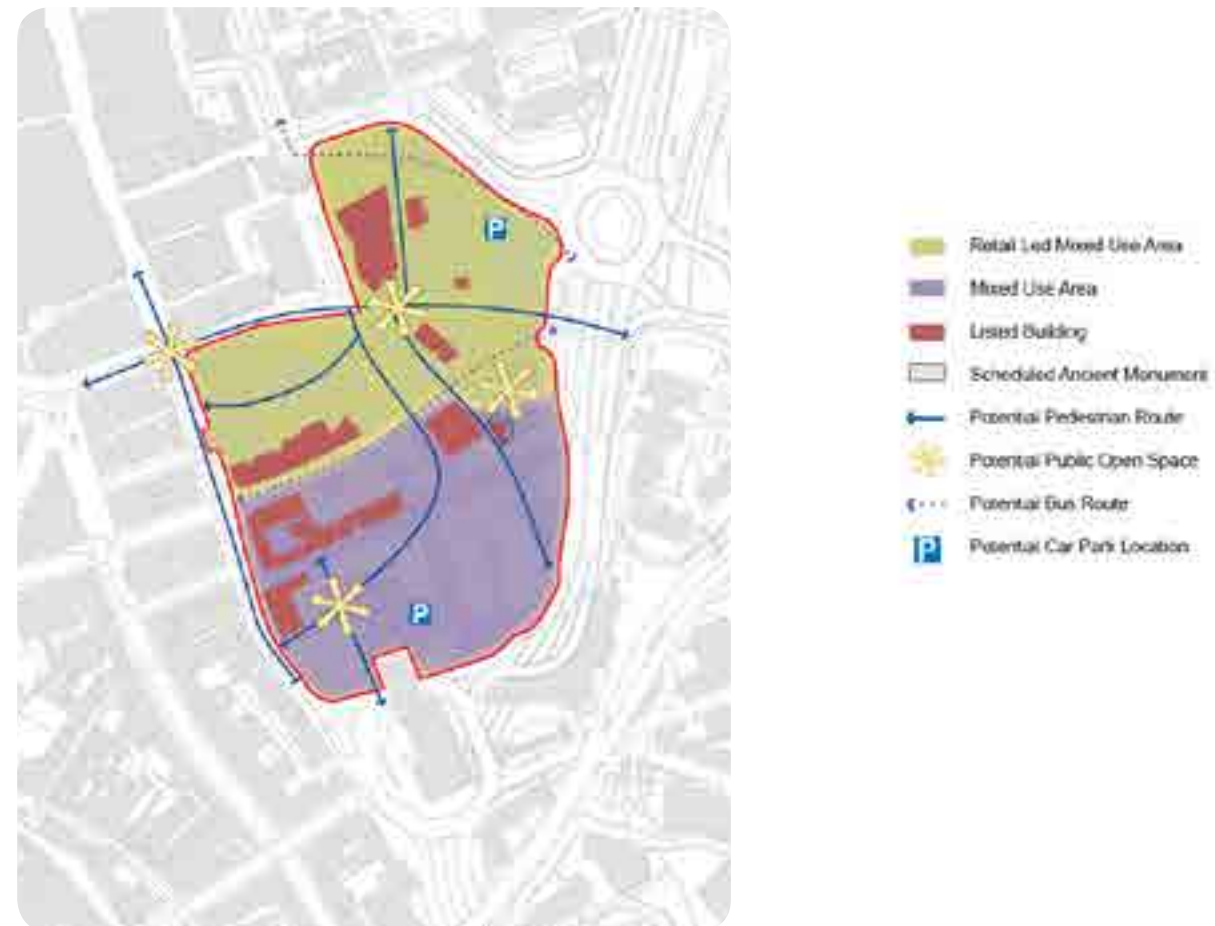 P
P
Retail Led Mixed Use Area
Mixed Use Area
Listed Building
Scheduled Ancient Monument
Potential Pedestrian Route
Potential Public Open Space
Potential Bus Route
P Potential Car Park Location